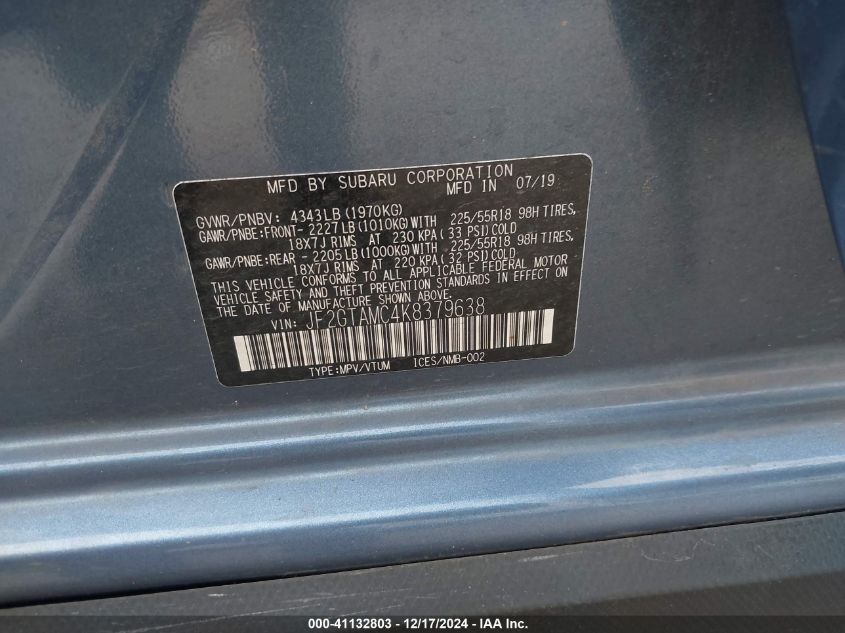 MFD BY SUBARU CORPORATION
MFD IN 07/19
GVWR/PNBV: 4343LB (1970KG)
GAWR/PNBE:FRONT- 2227LB (1010KG)WITH 225/55R18 98H TIRES,
18X7J RIMS AT 230 KPA( 33 PSI)COLD
GAWR/PNBE:REAR - 2205LB (1000KG)WITH 225/55R18 98H TIRES,
18X7J RIMS AT 220 KPA( 32 PSI)COLD
THIS VEHICLE CONFORMS TO ALL APPLICABLE FEDERAL MOTOR
VEHICLE SAFETY AND THEFT PREVENTION STANDARDS IN EFFECT ON
THE DATE OF MANUFACTURE SHOWN ABOVE.
VIN: JF2GTAMC4K8379638
TYPE:MPV/VTUM ICES/NMB-002
000-41132803 - 12/17/2024 - IAA Inc.